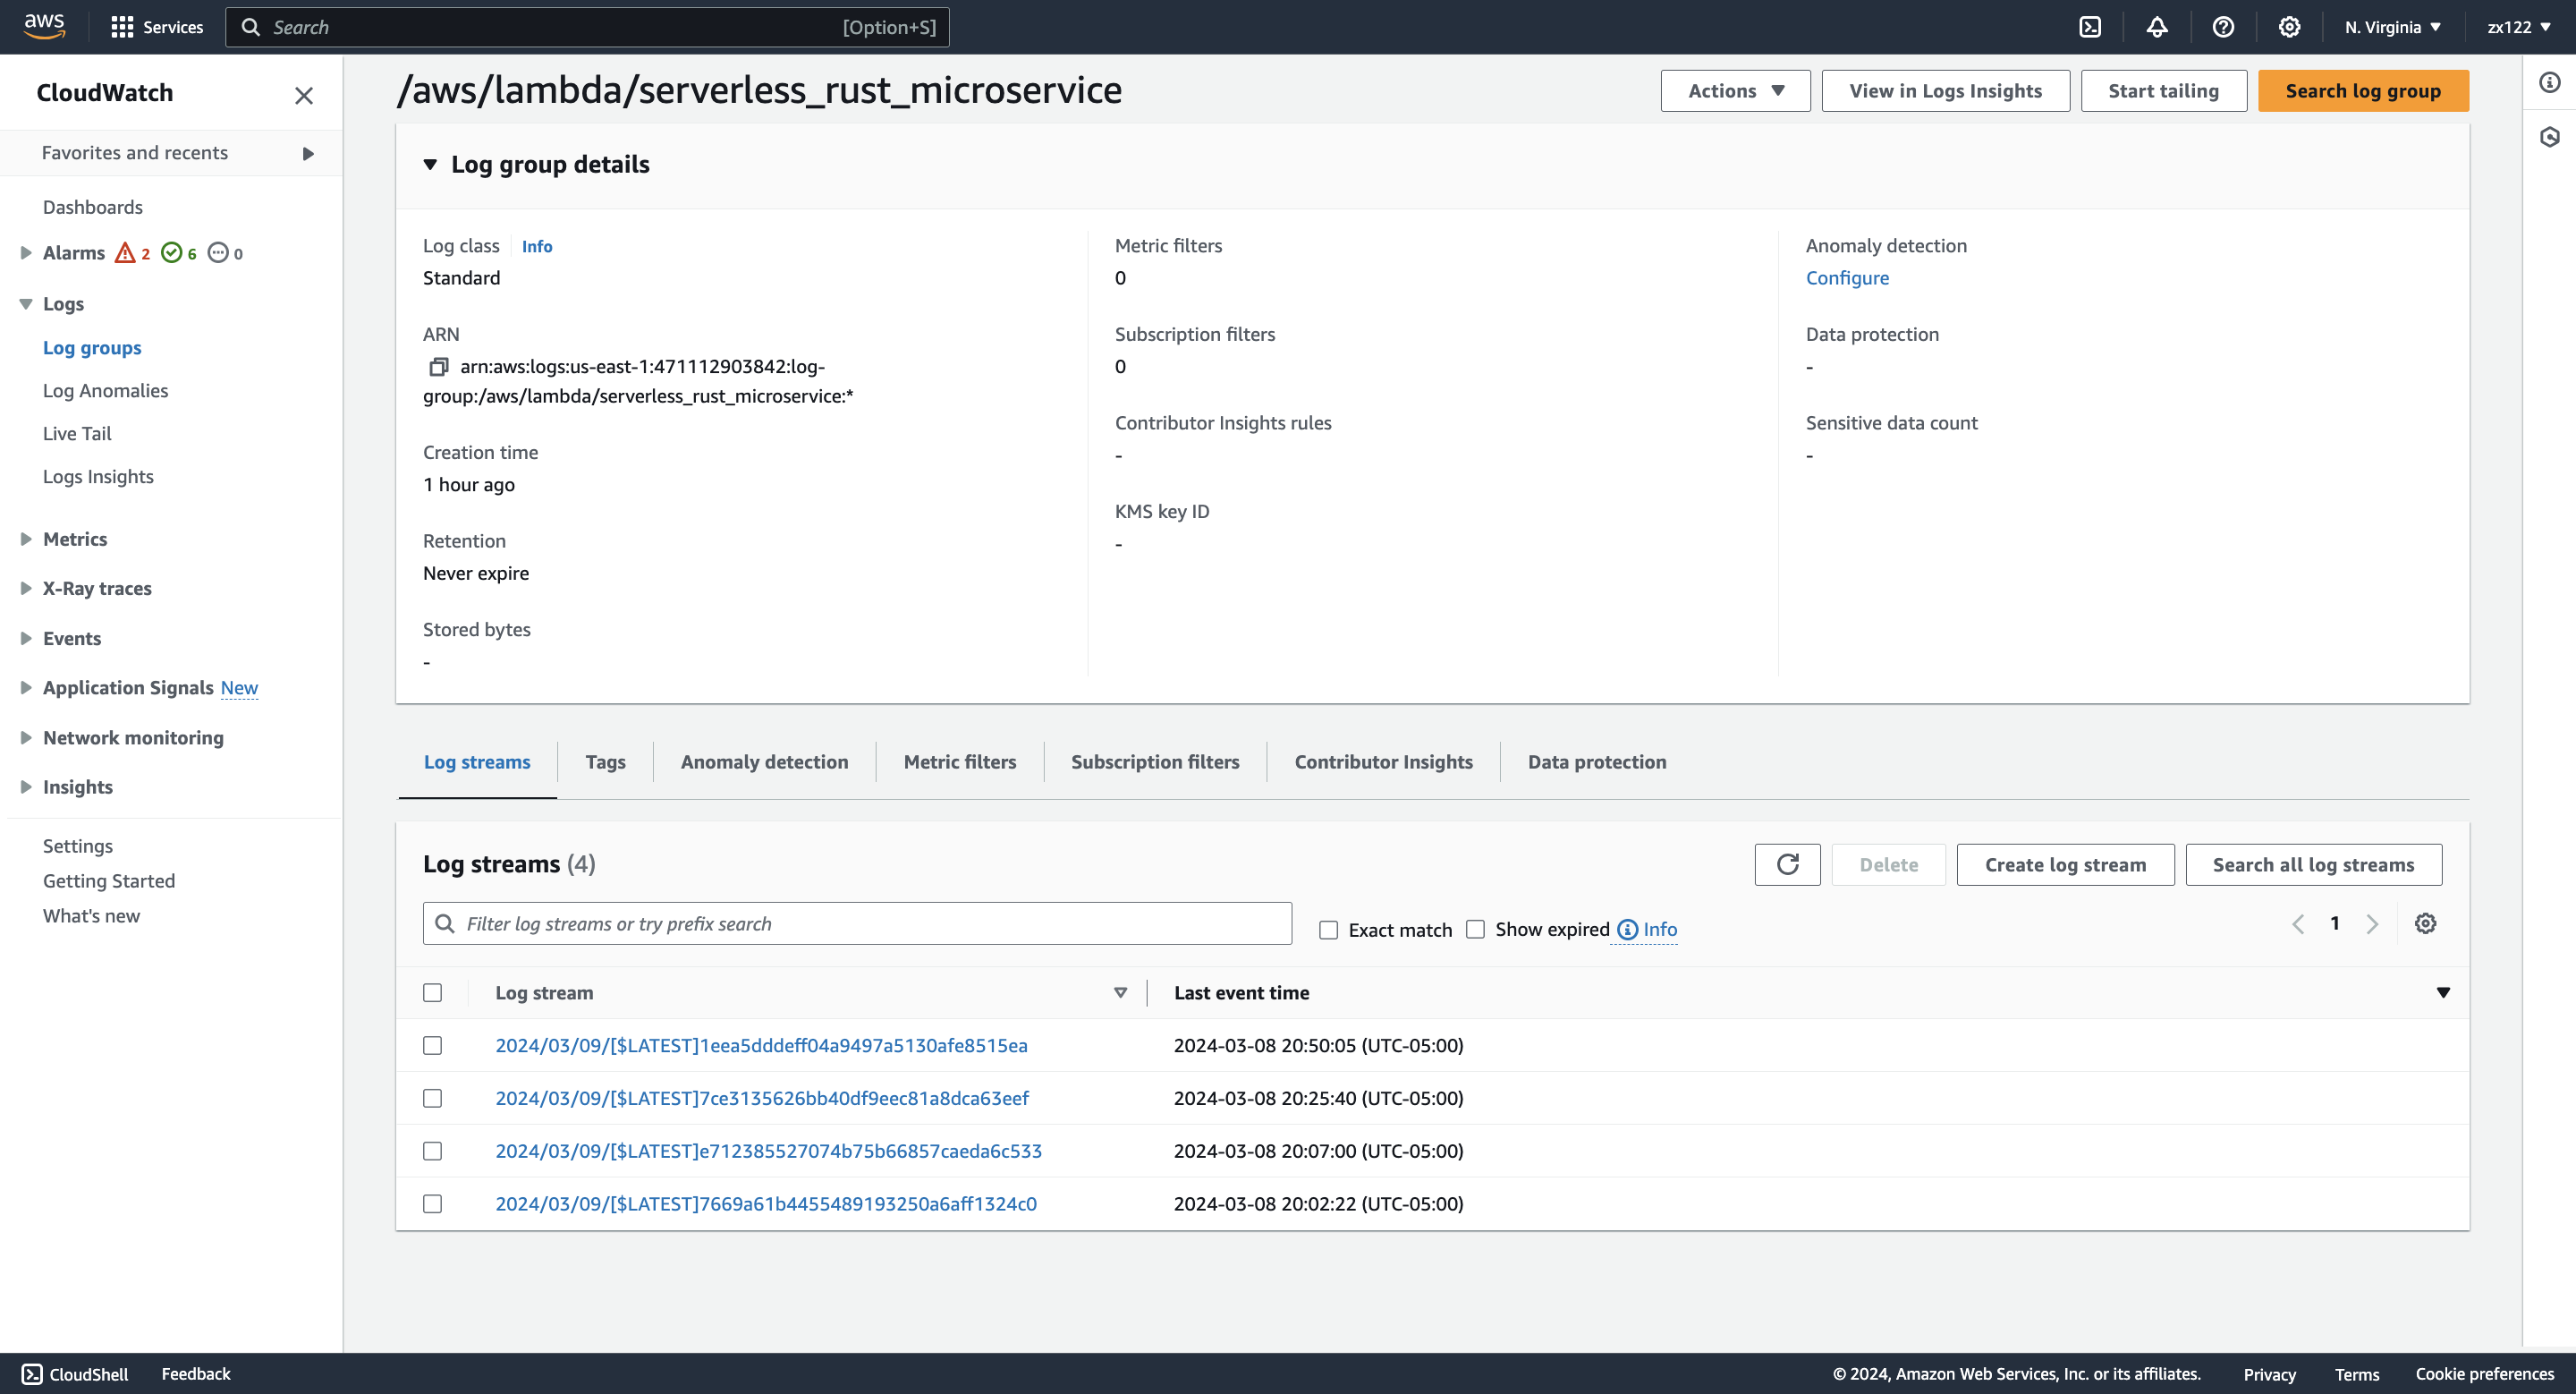 aws
Services
Search
[Option+S]
N. Virginia
zx122
CloudWatch
Favorites and recents
Dashboards
Alarms 2 6 0
Logs
Log groups
Log Anomalies
Live Tail
Logs Insights
Metrics
X-Ray traces
Events
Application Signals New
Network monitoring
Insights
Settings
Getting Started
What's new
/aws/lambda/serverless_rust_microservice
Actions
View in Logs Insights
Start tailing
Search log group
Log group details
Log class Info
Standard
ARN
arn:aws:logs:us-east-1:471112903842:log-
group:/aws/lambda/serverless_rust_microservice:*
Creation time
1 hour ago
Retention
Never expire
Stored bytes
-
Metric filters
0
Subscription filters
0
Contributor Insights rules
-
KMS key ID
-
Anomaly detection
Configure
Data protection
-
Sensitive data count
-
Log streams
Tags
Anomaly detection
Metric filters
Subscription filters
Contributor Insights
Data protection
Log streams (4)
Delete
Create log stream
Search all log streams
Filter log streams or try prefix search
Exact match
Show expired Info
1
Log stream Last event time
2024/03/09/[$LATEST]1eea5dddeff04a9497a5130afe8515ea 2024-03-08 20:50:05 (UTC-05:00)
2024/03/09/[$LATEST]7ce3135626bb40df9eec81a8dca63eef 2024-03-08 20:25:40 (UTC-05:00)
2024/03/09/[$LATEST]e712385527074b75b66857caeda6c533 2024-03-08 20:07:00 (UTC-05:00)
2024/03/09/[$LATEST]7669a61b4455489193250a6aff1324c0 2024-03-08 20:02:22 (UTC-05:00)
CloudShell
Feedback
© 2024, Amazon Web Services, Inc. or its affiliates.
Privacy
Terms
Cookie preferences